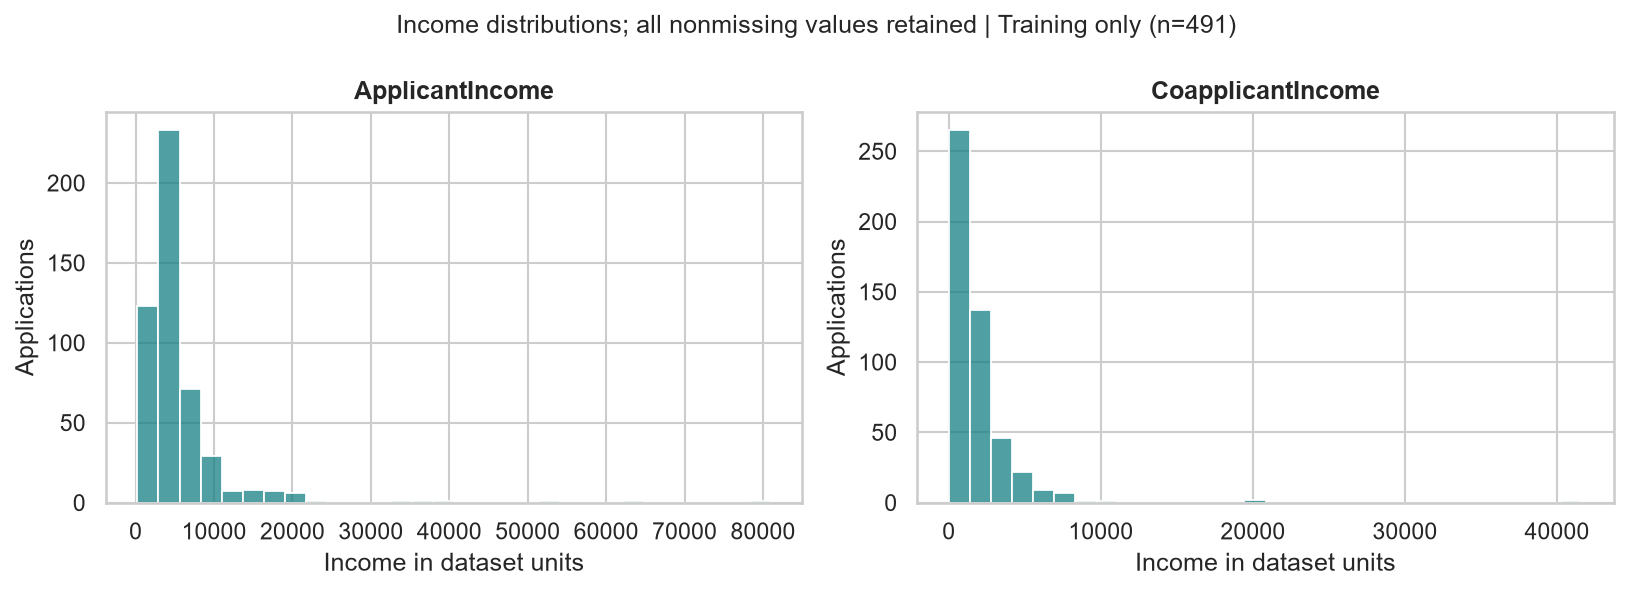 Income distributions; all nonmissing values retained | Training only (n=491)
ApplicantIncome
Applications
200
150
100
50
0
0 10000 20000 30000 40000 50000 60000 70000 80000
Income in dataset units
CoapplicantIncome
Applications
250
200
150
100
50
0
0 10000 20000 30000 40000
Income in dataset units